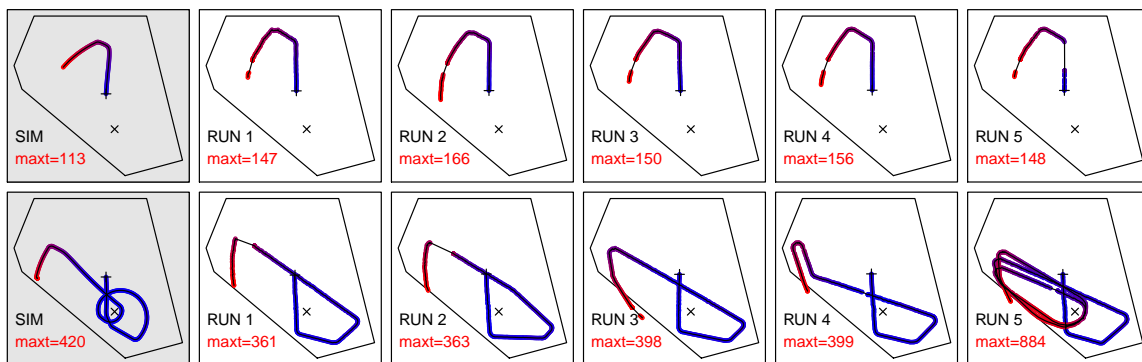 SIM
maxt=113
RUN 1
maxt=147
RUN 2
maxt=166
RUN 3
maxt=150
RUN 4
maxt=156
RUN 5
maxt=148
SIM
maxt=420
RUN 1
maxt=361
RUN 2
maxt=363
RUN 3
maxt=398
RUN 4
maxt=399
RUN 5
maxt=884